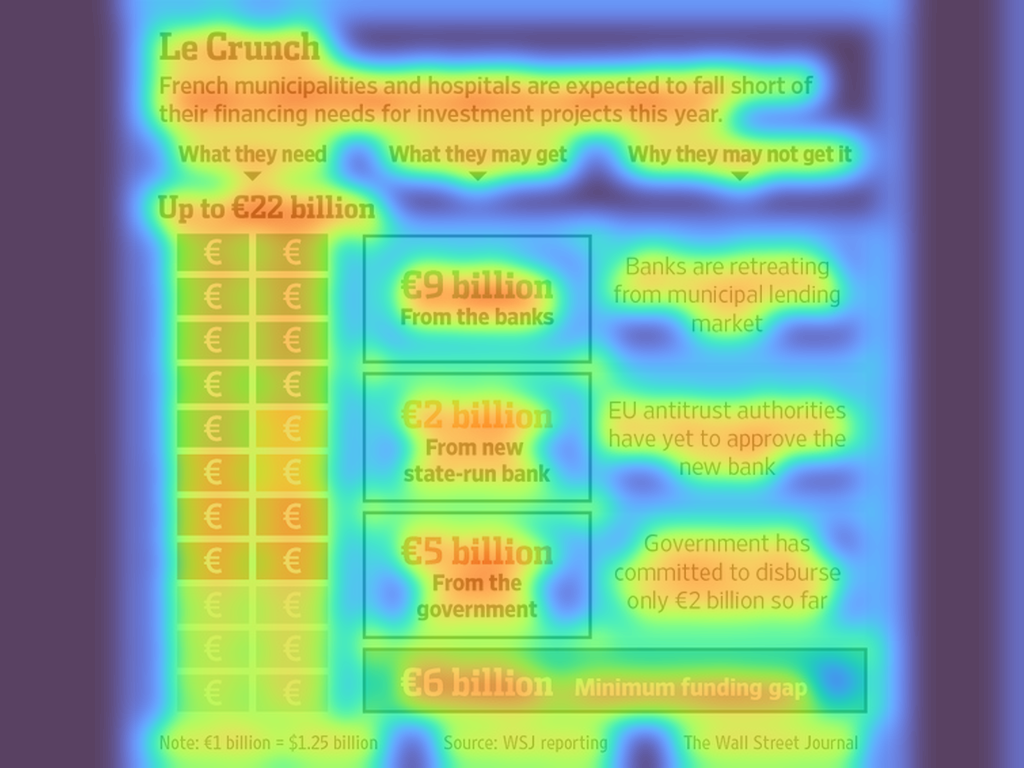 Le Crunch
French municipalities and hospitals are expected to fall short of
their financing needs for investment projects this year.
What they need
What they may get
Why they may not get it
Up to €22 billion
€ €
€ €
€ €
€ €
€ €
€ €
€ €
€ €
€ €
€ €
€ €
€9 billion
From the banks
Banks are retreating
from municipal lending
market
€2 billion
From new
state-run bank
EU antitrust authorities
have yet to approve the
new bank
€5 billion
From the
government
Government has
committed to disburse
only €2 billion so far
€6 billion Minimum funding gap
Note: €1 billion = $1.25 billion
Source: WSJ reporting
The Wall Street Journal